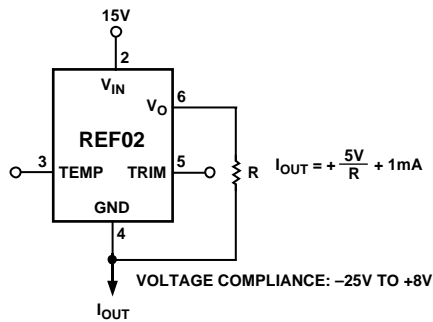 15V
2
VIN
VO
6
REF02
3
TEMP
TRIM
5
R
IOUT = + 5V/R + 1mA
GND
4
VOLTAGE COMPLIANCE: –25V TO +8V
IOUT